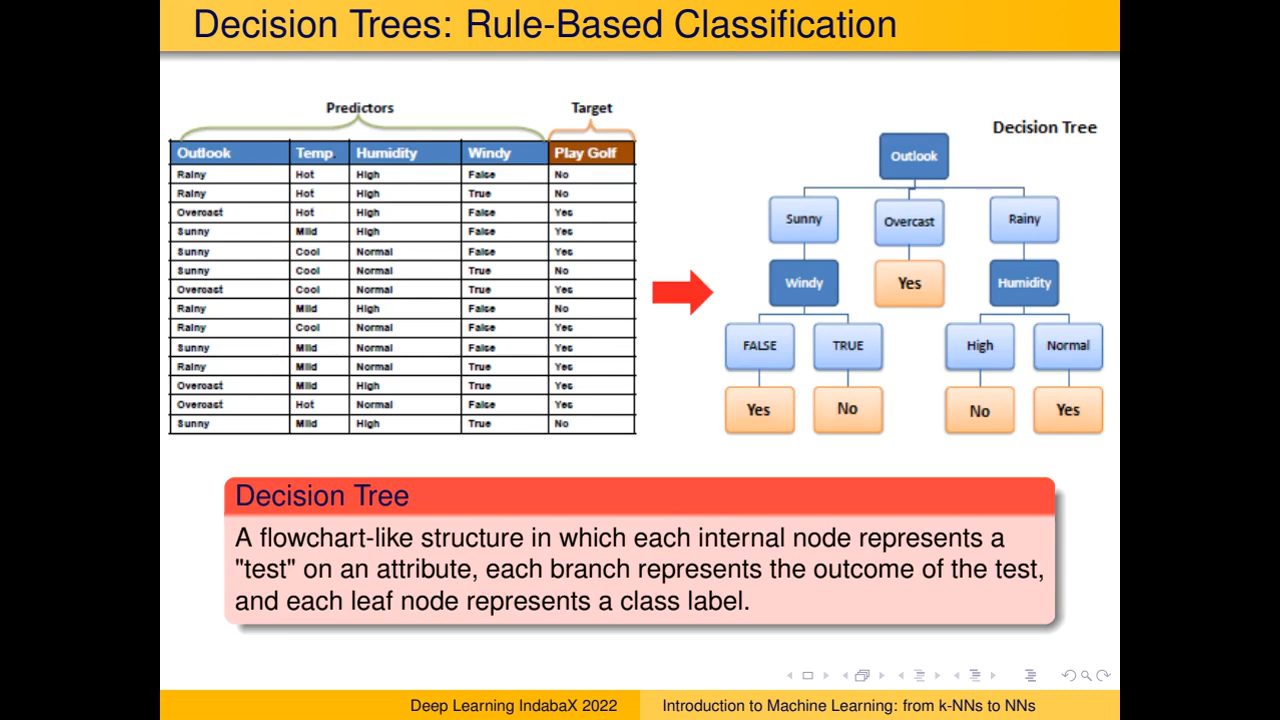 Decision Trees: Rule-Based Classification
Predictors Target
Outlook Temp. Humidity Windy Play Golf
Rainy Hot High False No
Rainy Hot High True No
Overcast Hot High False Yes
Sunny Mild High False Yes
Sunny Cool Normal False Yes
Sunny Cool Normal True No
Overcast Cool Normal True Yes
Rainy Mild High False No
Rainy Cool Normal False Yes
Sunny Mild Normal False Yes
Rainy Mild Normal True Yes
Overcast Mild High True Yes
Overcast Hot Normal False Yes
Sunny Mild High True No
Decision Tree
Outlook
Sunny Overcast Rainy
Windy Yes Humidity
FALSE TRUE High Normal
Yes No No Yes
Decision Tree
A flowchart-like structure in which each internal node represents a
"test" on an attribute, each branch represents the outcome of the test,
and each leaf node represents a class label.
Deep Learning IndabaX 2022 Introduction to Machine Learning: from k-NNs to NNs